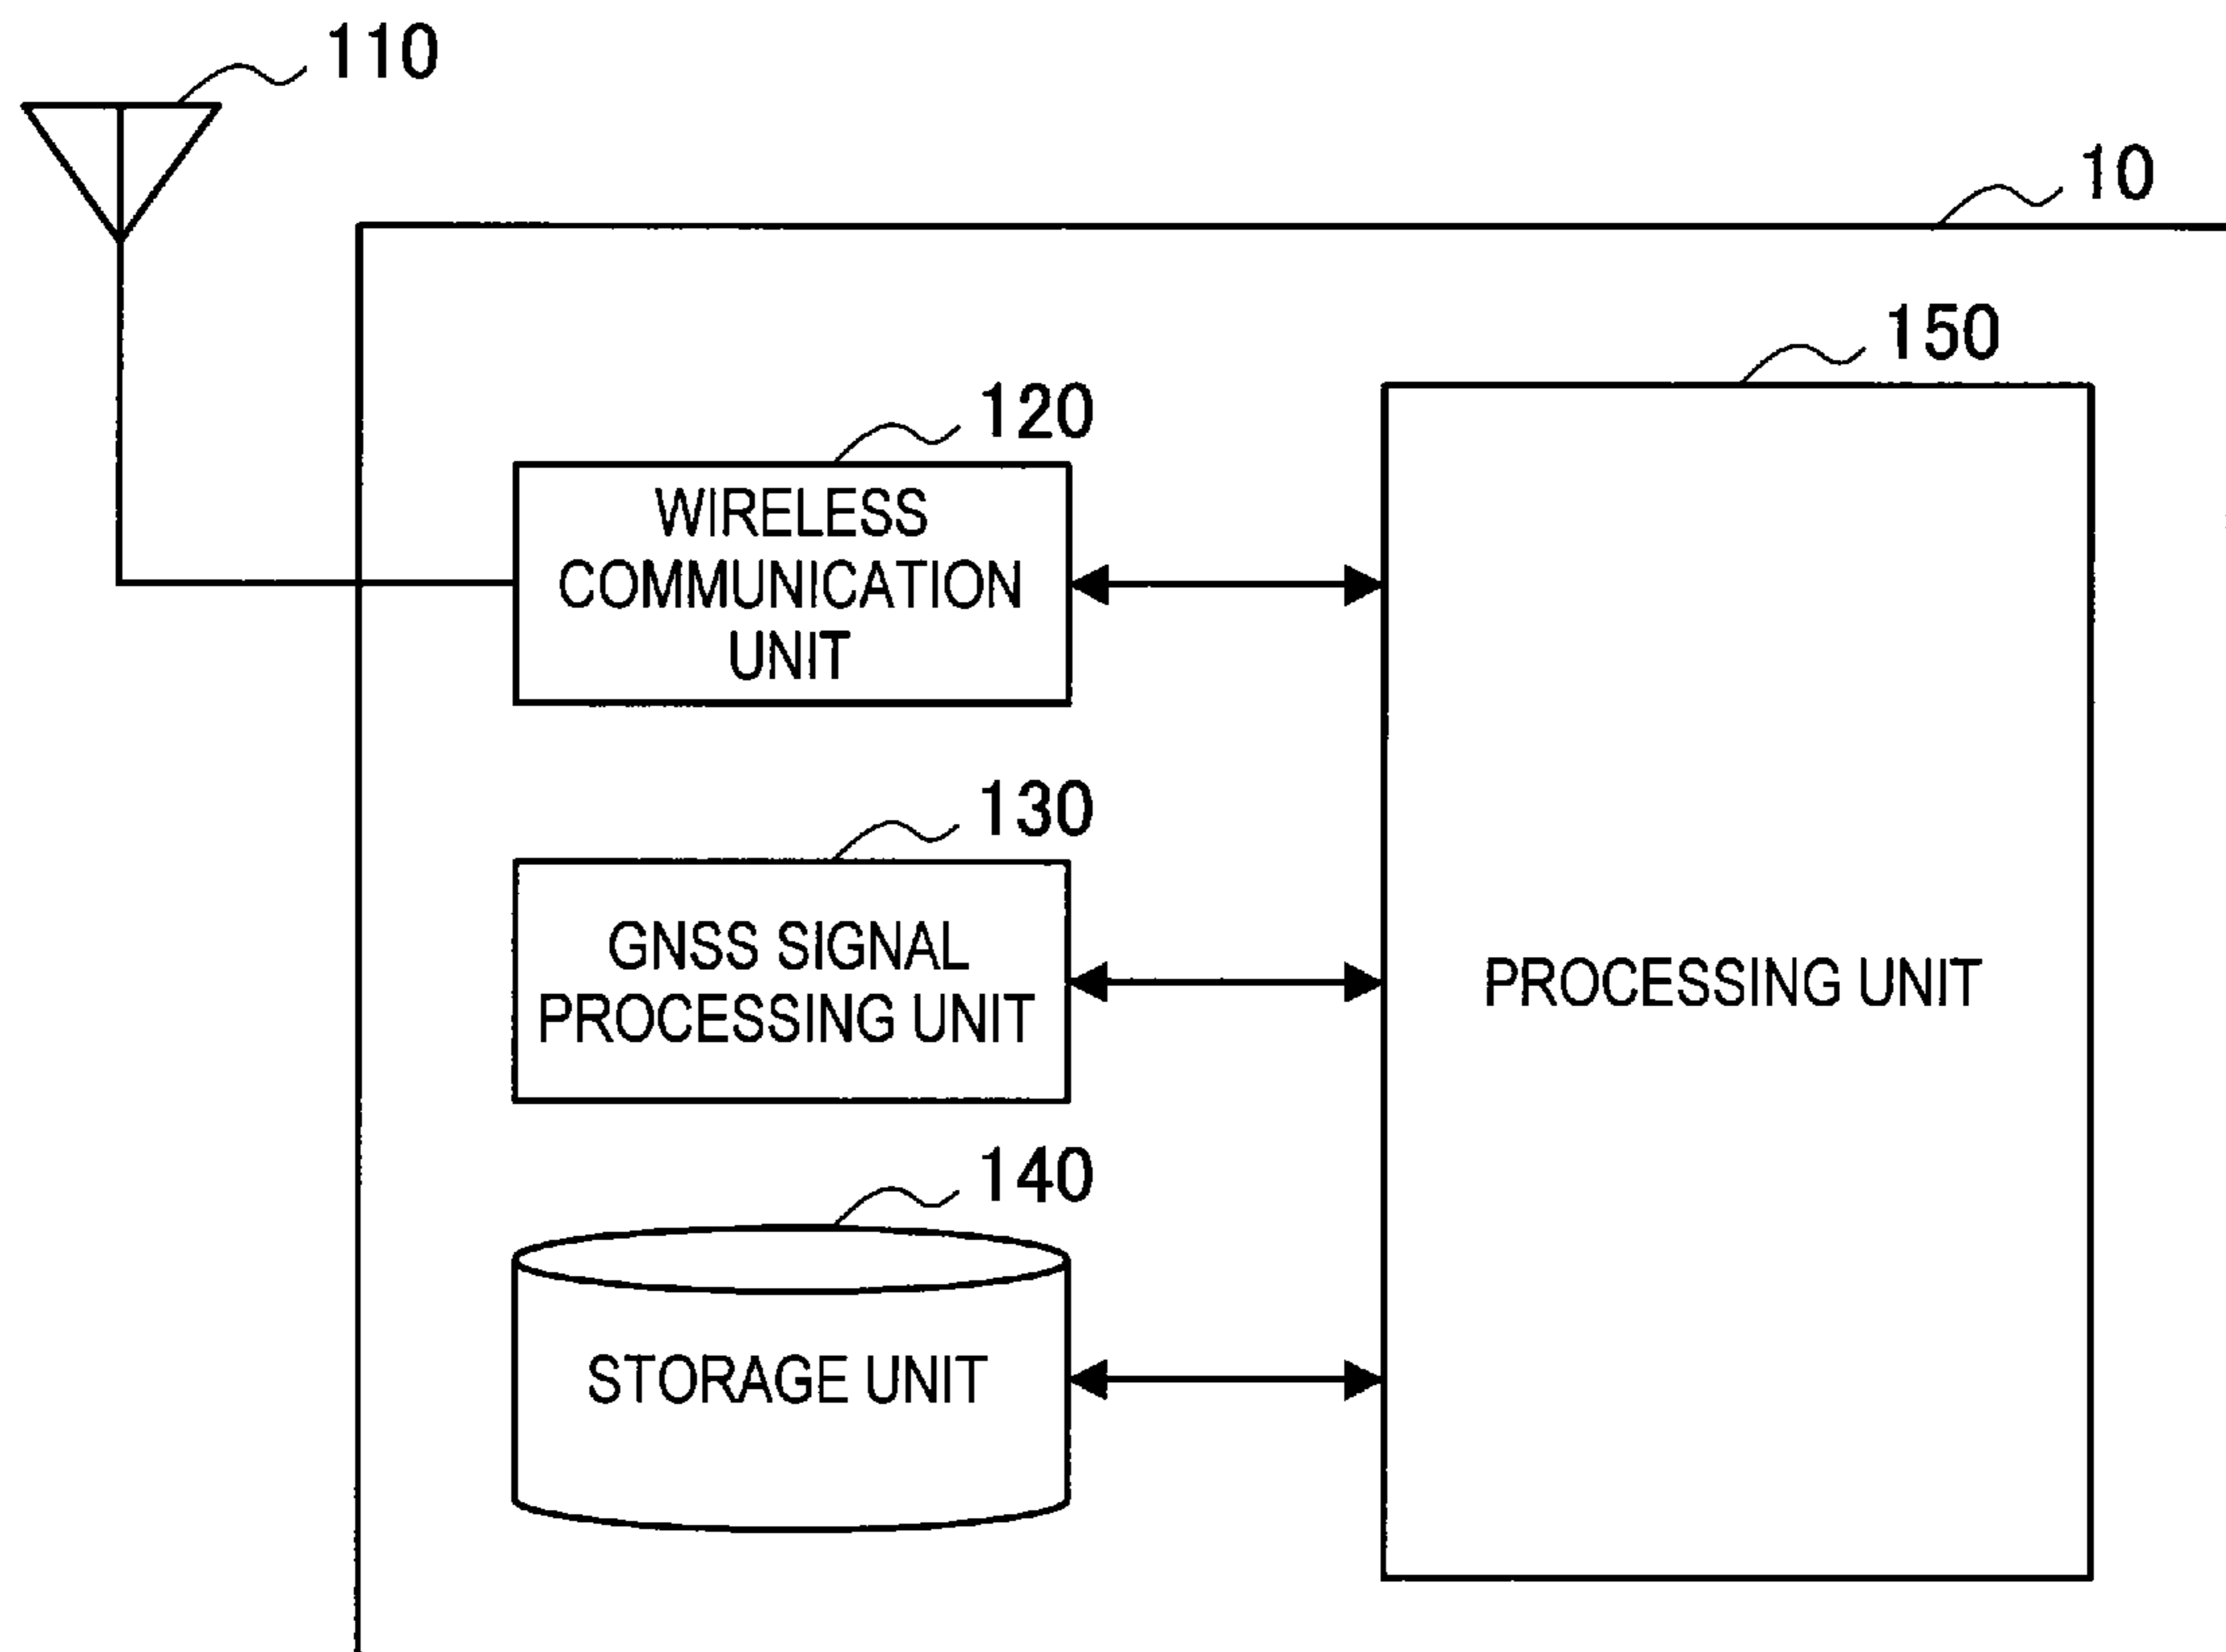 110
10
150
120
WIRELESS
COMMUNICATION
UNIT
130
GNSS SIGNAL
PROCESSING UNIT
PROCESSING UNIT
140
STORAGE UNIT